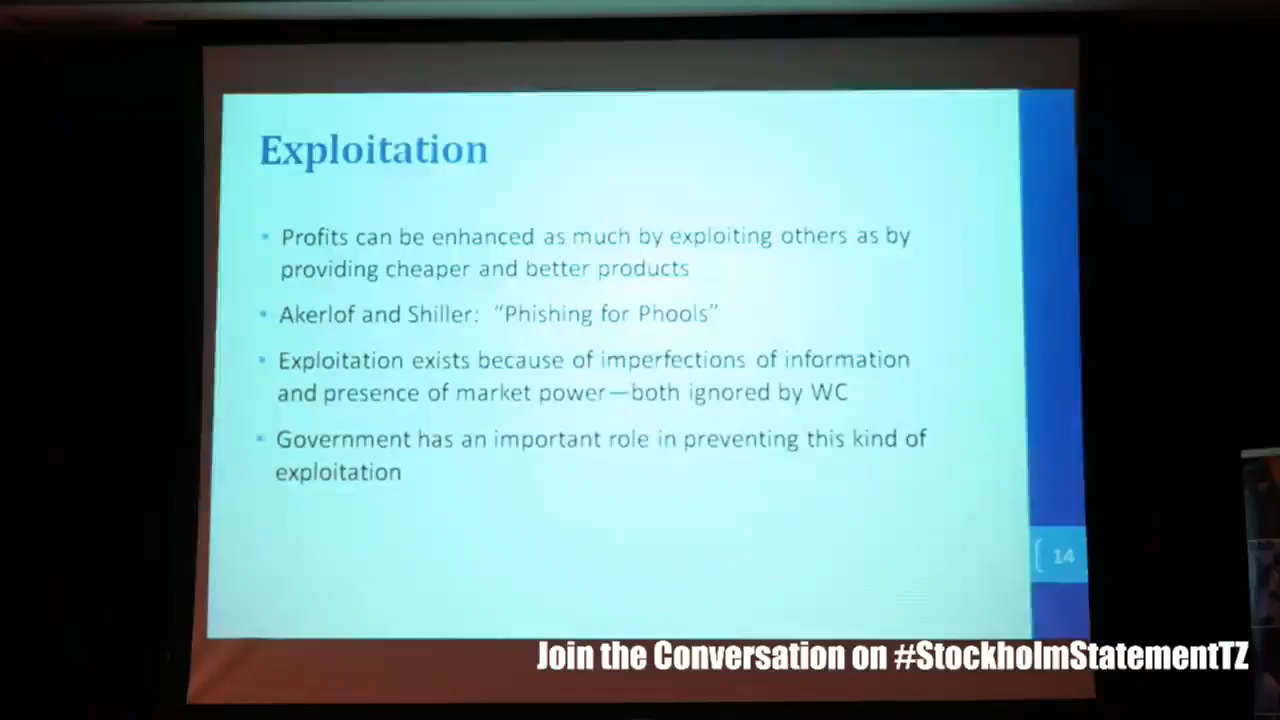 Exploitation
• Profits can be enhanced as much by exploiting others as by
providing cheaper and better products
• Akerlof and Shiller: “Phishing for Phools”
• Exploitation exists because of imperfections of information
and presence of market power—both ignored by WC
• Government has an important role in preventing this kind of
exploitation
14
Join the Conversation on #StockholmStatementTZ